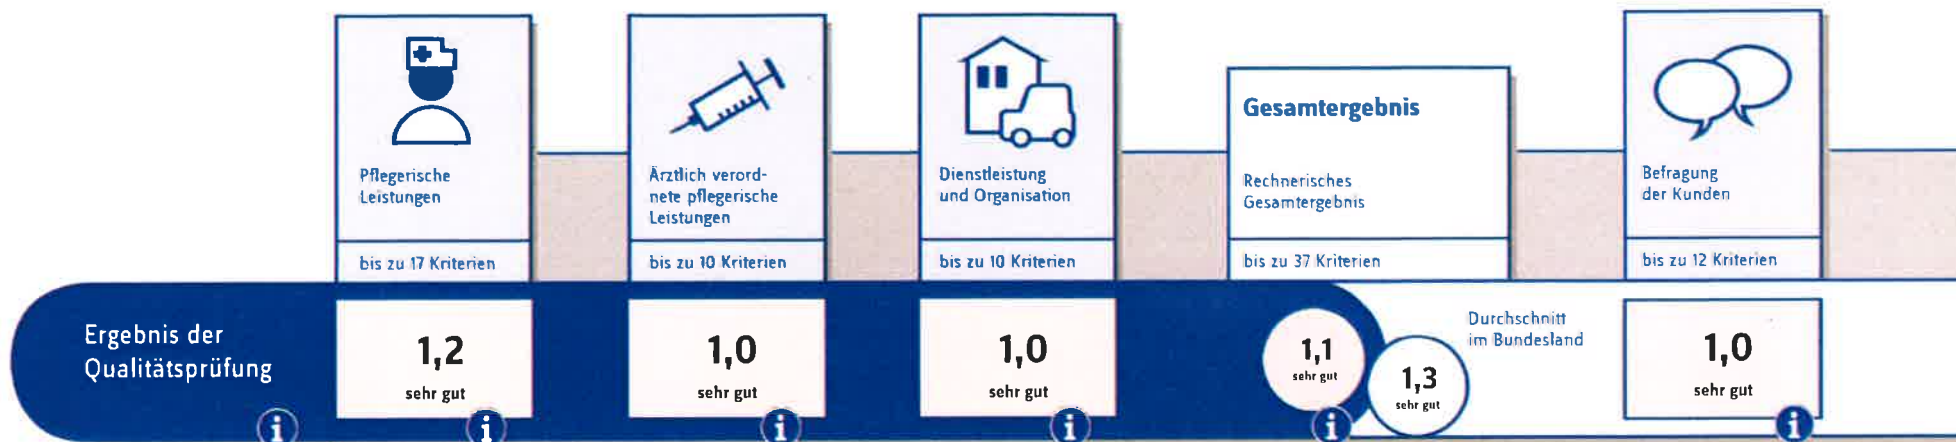 Pflegerische
Leistungen
bis zu 17 Kriterien
Ärztlich verord-
nete pflegerische
Leistungen
bis zu 10 Kriterien
Dienstleistung
und Organisation
bis zu 10 Kriterien
Gesamtergebnis
Rechnerisches
Gesamtergebnis
bis zu 37 Kriterien
Befragung
der Kunden
bis zu 12 Kriterien
Ergebnis der
Qualitätsprüfung
i
1,2
sehr gut
i
1,0
sehr gut
i
1,0
sehr gut
i
1,1
sehr gut
i
1,3
sehr gut
Durchschnitt
im Bundesland
1,0
sehr gut
i